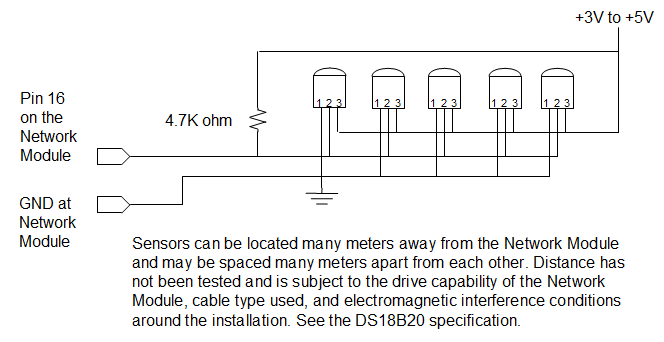 +3V to +5V
Pin 16
on the
Network
Module
4.7K ohm
1 2 3
1 2 3
1 2 3
1 2 3
1 2 3
GND at
Network
Module
Sensors can be located many meters away from the Network Module
and may be spaced many meters apart from each other. Distance has
not been tested and is subject to the drive capability of the Network
Module, cable type used, and electromagnetic interference conditions
around the installation. See the DS18B20 specification.